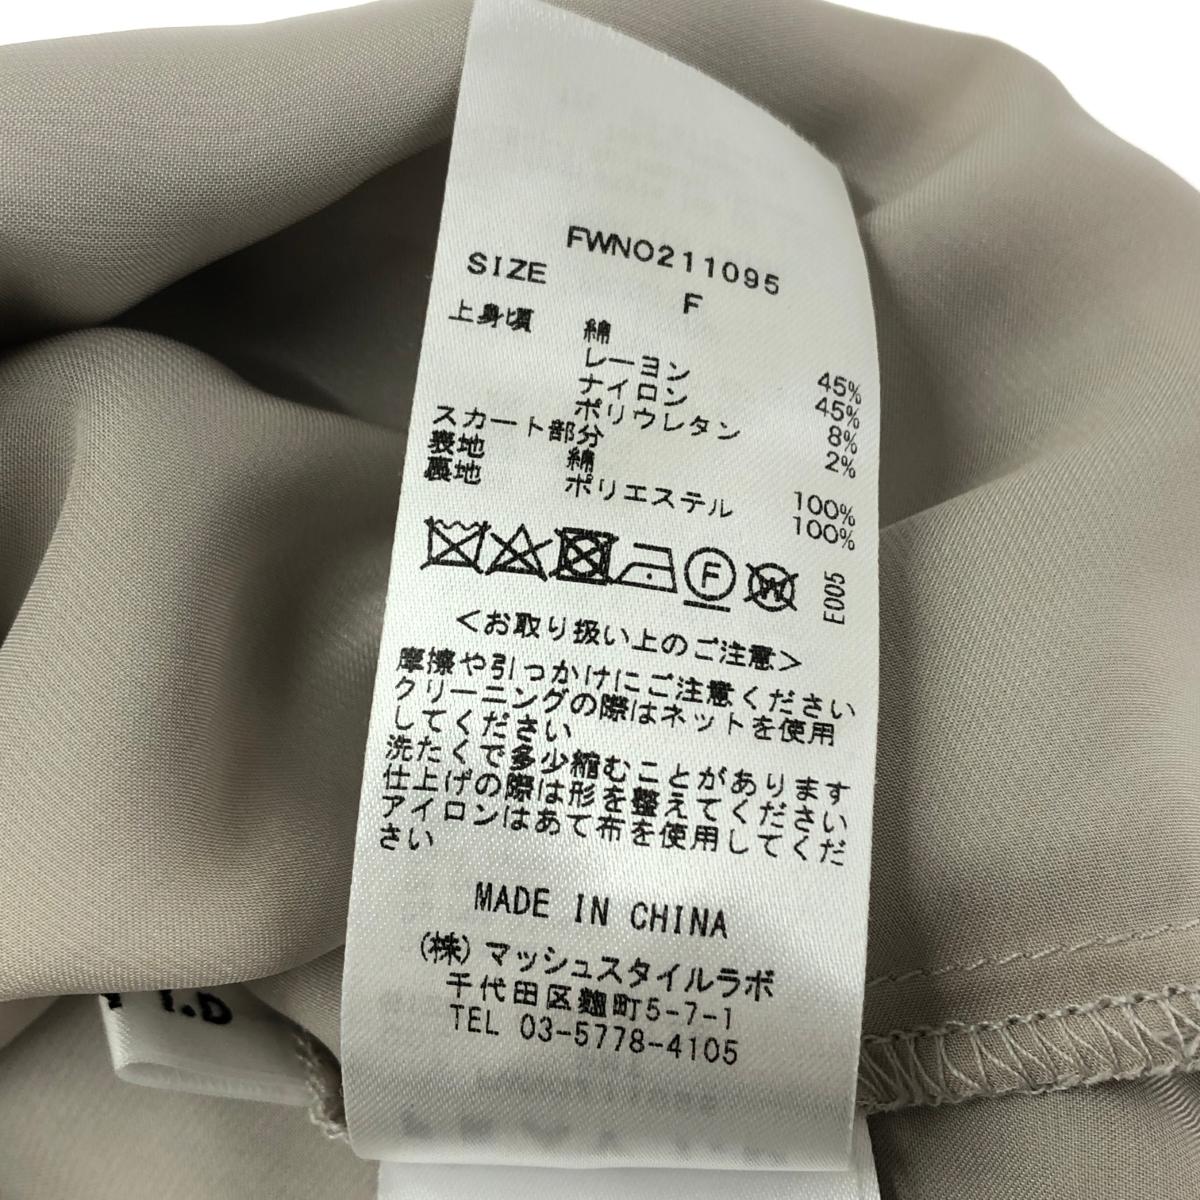 FWNO211095
SIZE F
上身頃 綿 45%
レーヨン 45%
ナイロン 8%
ポリウレタン 2%
スカート部分
表地 綿 100%
裏地 ポリエステル 100%
F
W
E005
<お取り扱い上のご注意>
摩擦や引っかけにご注意ください
クリーニングの際はネットを使用
してください
洗たくで多少縮むことがあります
仕上げの際は形を整えてください
アイロンはあて布を使用してくだ
さい
MADE IN CHINA
(株)マッシュスタイルラボ
千代田区麹町5-7-1
TEL 03-5778-4105
I.D